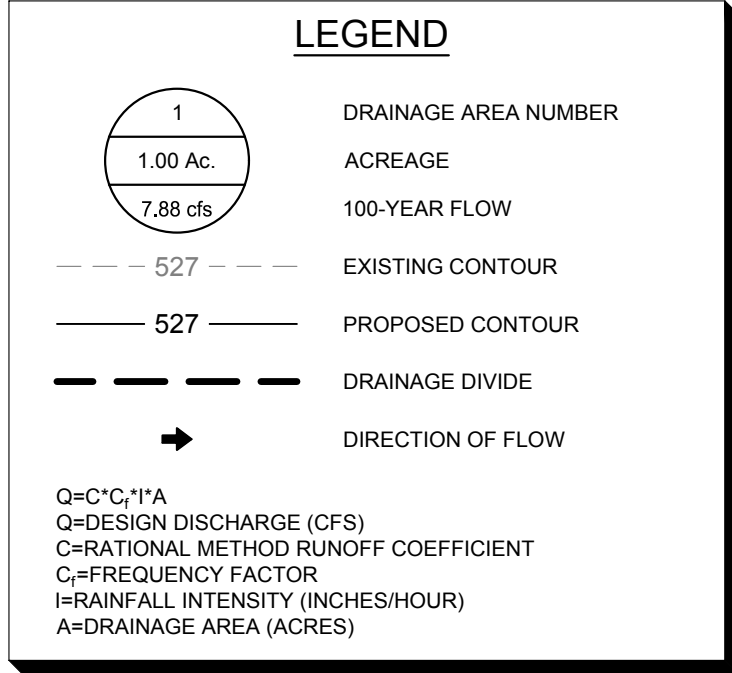 LEGEND
1 DRAINAGE AREA NUMBER
1.00 Ac. ACREAGE
7.88 cfs 100-YEAR FLOW
527 EXISTING CONTOUR
527 PROPOSED CONTOUR
DRAINAGE DIVIDE
DIRECTION OF FLOW
Q=C*C_f*I*A
Q=DESIGN DISCHARGE (CFS)
C=RATIONAL METHOD RUNOFF COEFFICIENT
C_f=FREQUENCY FACTOR
I=RAINFALL INTENSITY (INCHES/HOUR)
A=DRAINAGE AREA (ACRES)